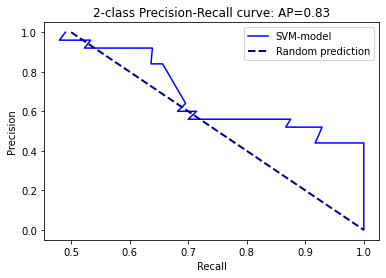 2-class Precision-Recall curve: AP=0.83
SVM-model
Random prediction
1.0
0.8
0.6
0.4
0.2
0.0
Precision
0.5
0.6
0.7
0.8
0.9
1.0
Recall